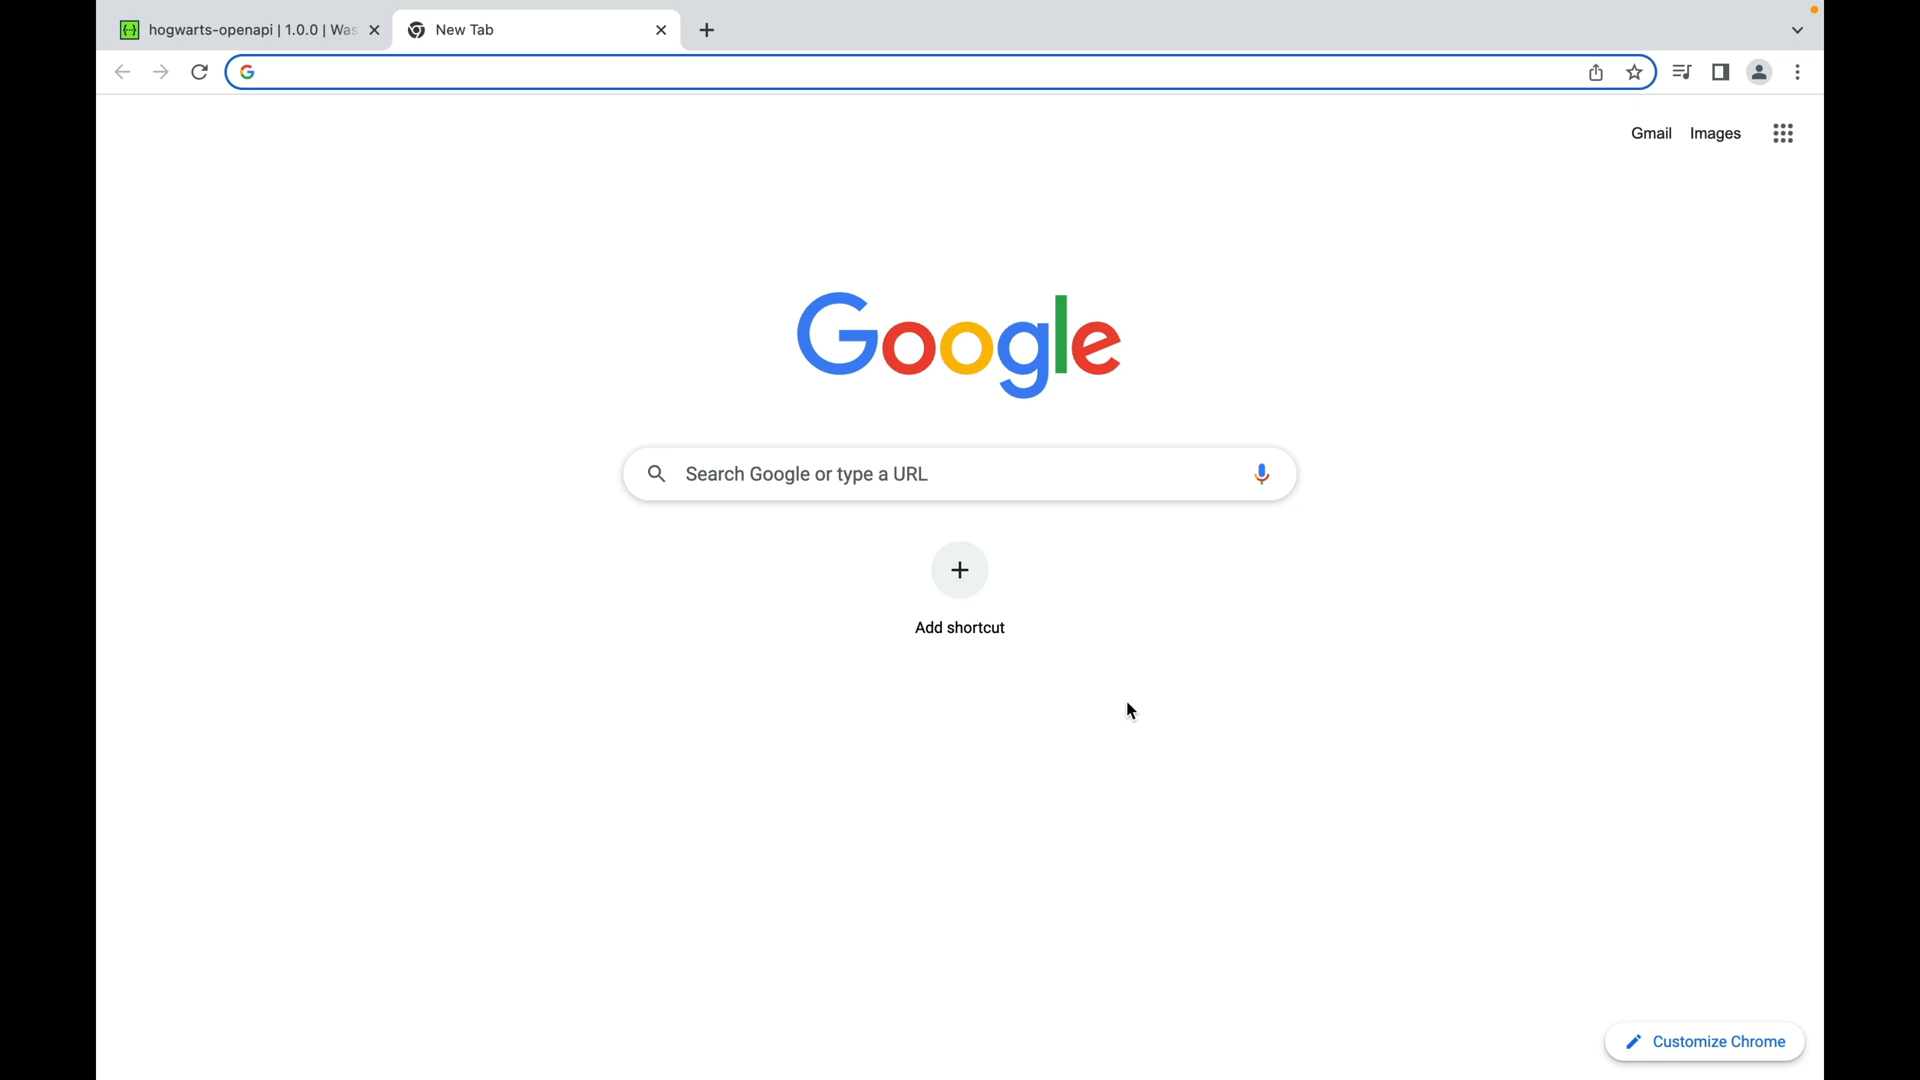 hogwarts-openapi | 1.0.0 | Was
New Tab
Gmail
Images
Google
Search Google or type a URL
Add shortcut
Customize Chrome